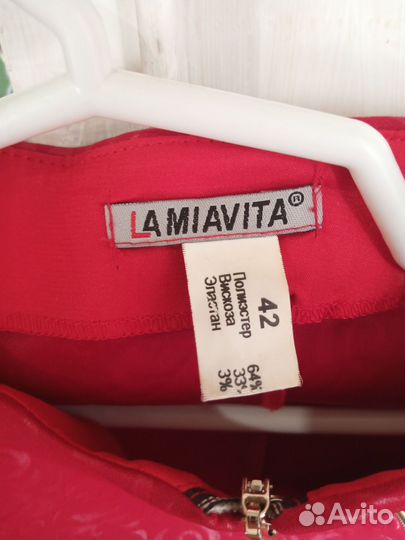 LAMIAVITA®
42
Полиэстер 64%
Вискоза 33%
Эластан 3%
Avito